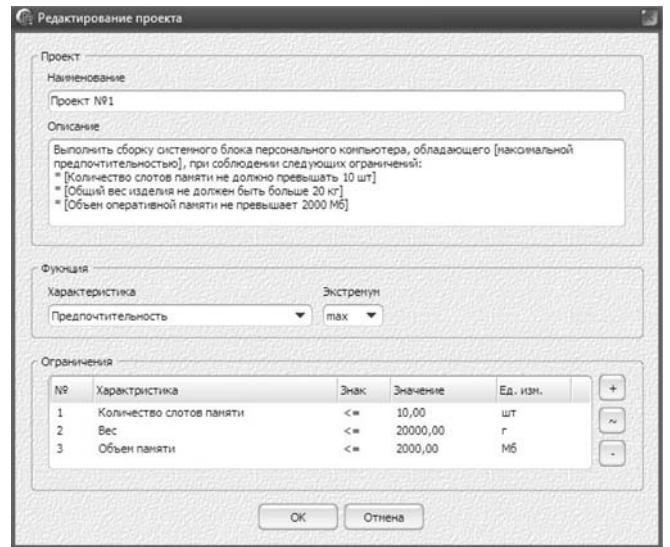 Редактирование проекта
Проект
Наименование
Проект №1
Описание
Выполнить сборку системного блока персонального компьютера, обладающего [максимальной
предпочтительностью], при соблюдении следующих ограничений:
* [Количество слотов памяти не должно превышать 10 шт]
* [Общий вес изделия не должен быть больше 20 кг]
* [Объем оперативной памяти не превышает 2000 Мб]
Фукнция
Характеристика Экстремум
Предпочтительность max
Ограничения
№ Характристика Знак Значение Ед. изм.
1 Количество слотов памяти <= 10,00 шт
2 Вес <= 20000,00 г
3 Объем памяти <= 2000,00 Мб
+
~
-
ОК Отмена